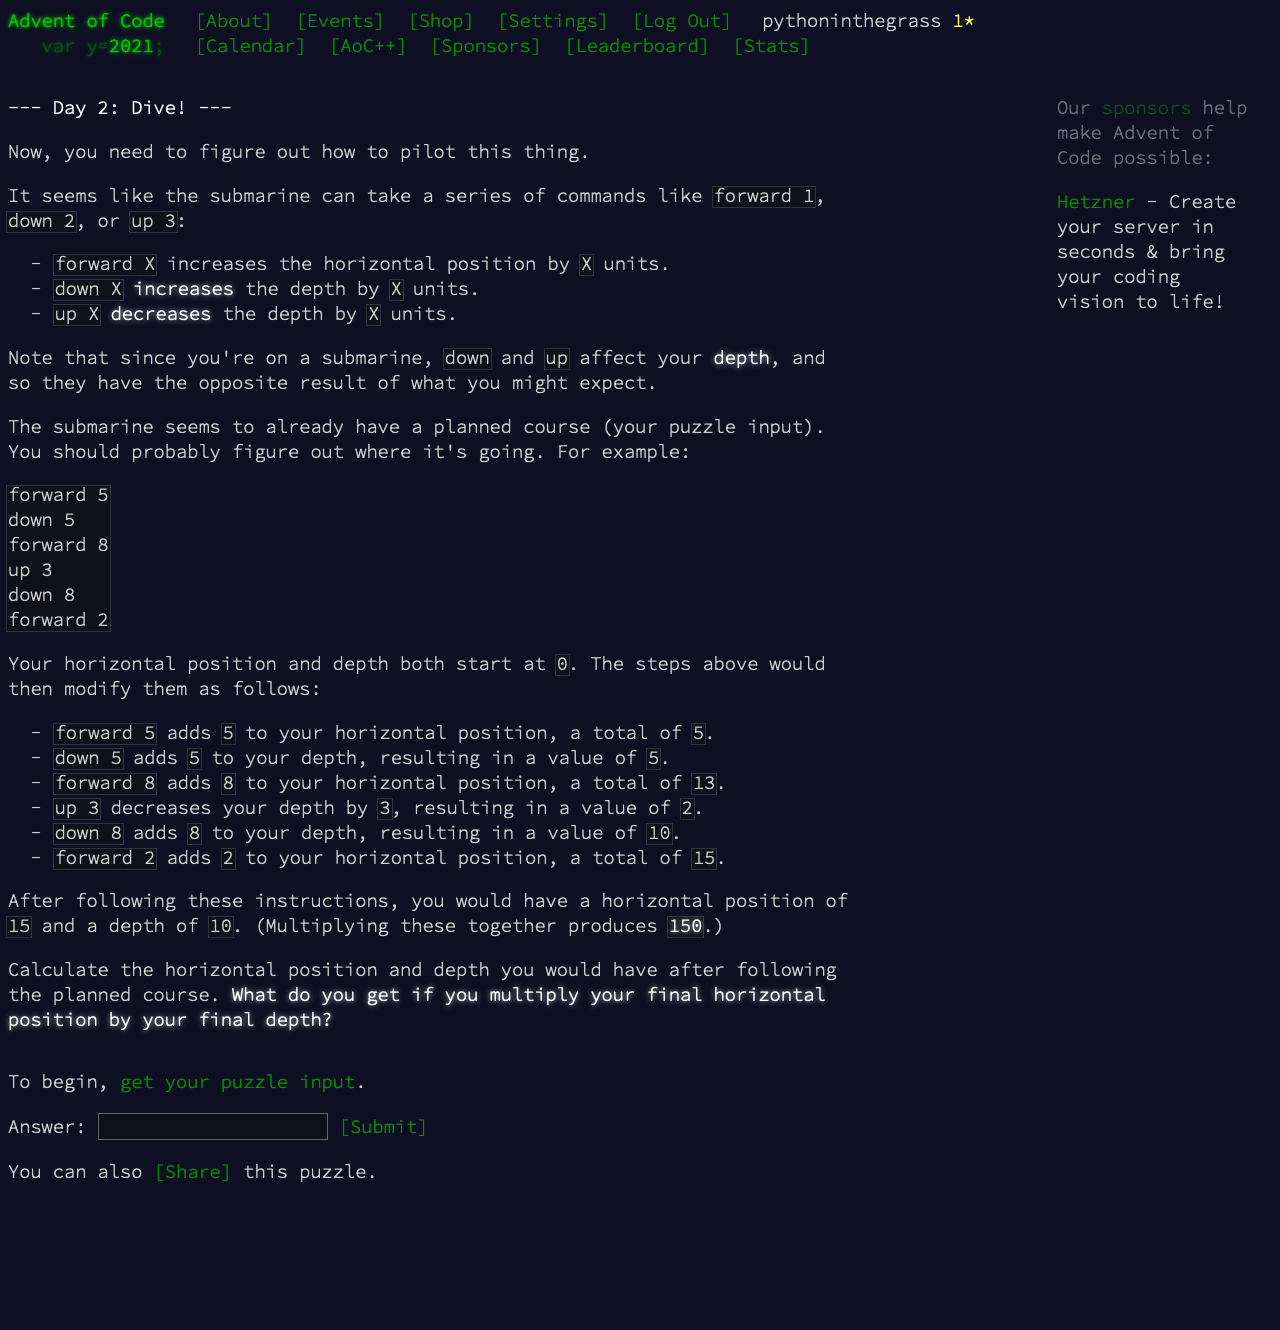 Advent of Code [About] [Events] [Shop] [Settings] [Log Out] pythoninthegrass 1*
var y=2021; [Calendar] [AoC++] [Sponsors] [Leaderboard] [Stats]
--- Day 2: Dive! ---
Now, you need to figure out how to pilot this thing.
It seems like the submarine can take a series of commands like forward 1,
down 2, or up 3:
- forward X increases the horizontal position by X units.
- down X increases the depth by X units.
- up X decreases the depth by X units.
Note that since you're on a submarine, down and up affect your depth, and
so they have the opposite result of what you might expect.
The submarine seems to already have a planned course (your puzzle input).
You should probably figure out where it's going. For example:
forward 5
down 5
forward 8
up 3
down 8
forward 2
Your horizontal position and depth both start at 0. The steps above would
then modify them as follows:
- forward 5 adds 5 to your horizontal position, a total of 5.
- down 5 adds 5 to your depth, resulting in a value of 5.
- forward 8 adds 8 to your horizontal position, a total of 13.
- up 3 decreases your depth by 3, resulting in a value of 2.
- down 8 adds 8 to your depth, resulting in a value of 10.
- forward 2 adds 2 to your horizontal position, a total of 15.
After following these instructions, you would have a horizontal position of
15 and a depth of 10. (Multiplying these together produces 150.)
Calculate the horizontal position and depth you would have after following
the planned course. What do you get if you multiply your final horizontal
position by your final depth?
To begin, get your puzzle input.
Answer: [Submit]
You can also [Share] this puzzle.
Our sponsors help
make Advent of
Code possible:
Hetzner - Create
your server in
seconds & bring
your coding
vision to life!